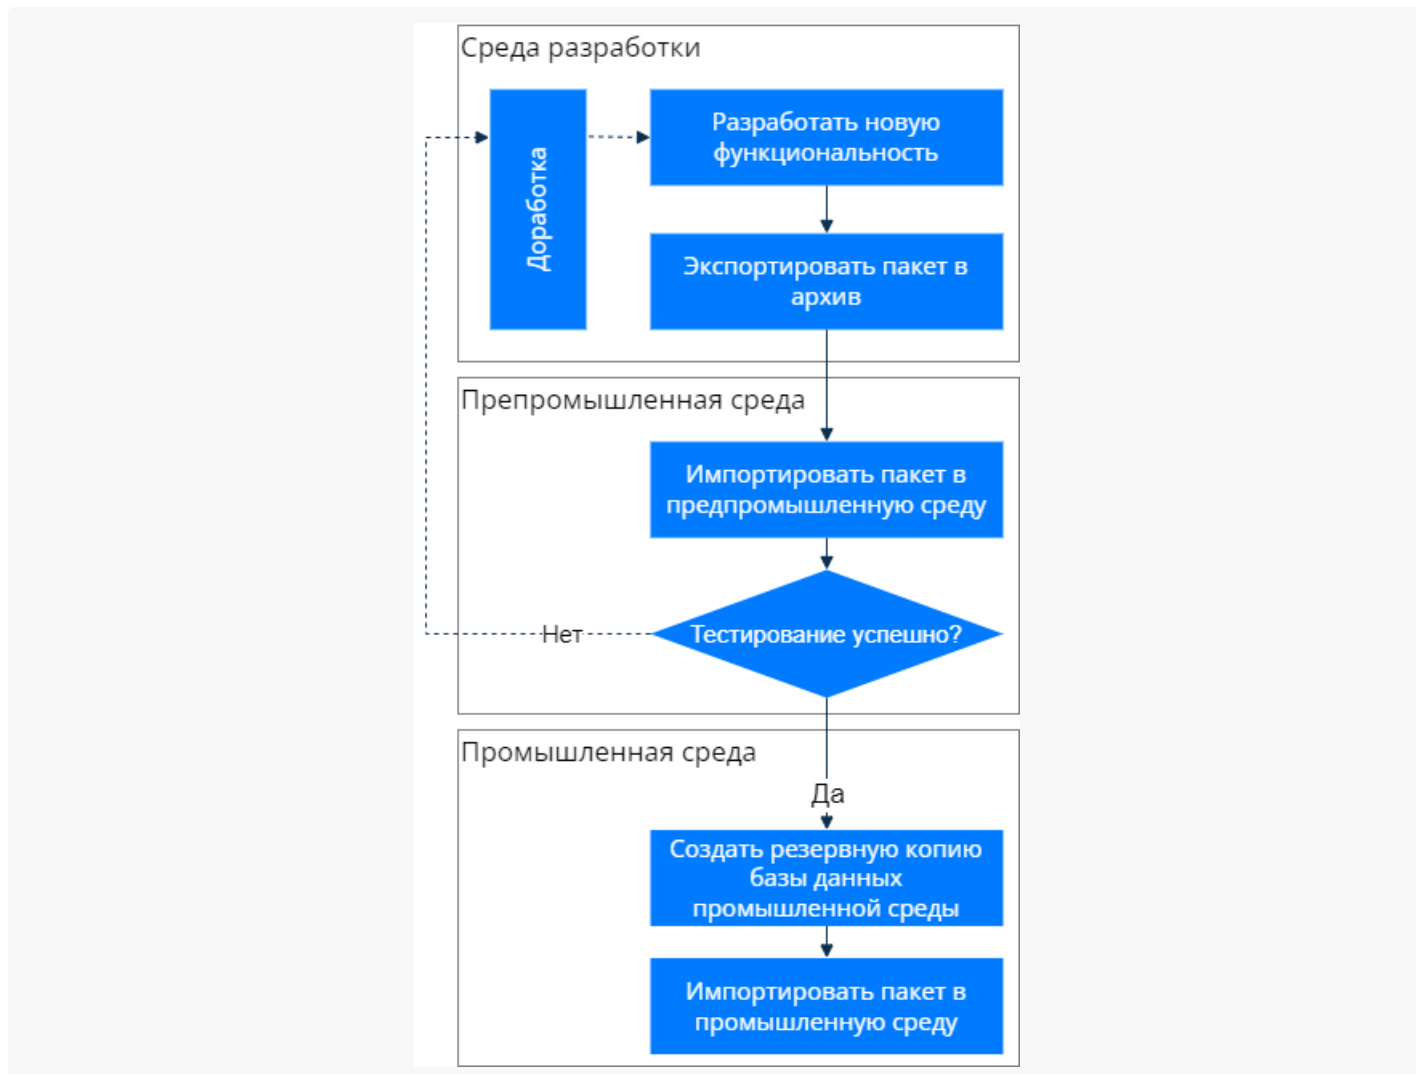 Среда разработки
Доработка
Разработать новую
функциональность
Экспортировать пакет в
архив
Препромышленная среда
Импортировать пакет в
предпромышленную среду
Тестирование успешно?
Нет
Промышленная среда
Да
Создать резервную копию
базы данных
промышленной среды
Импортировать пакет в
промышленную среду